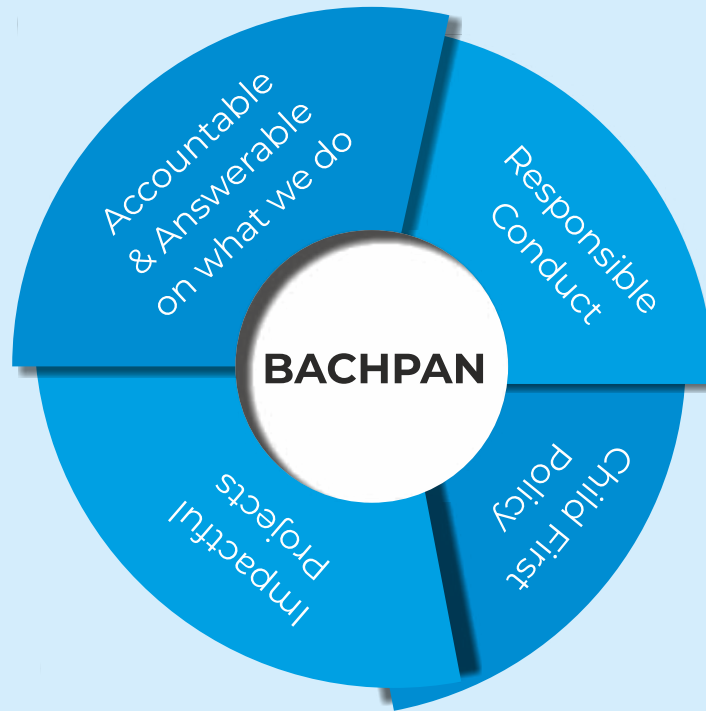 Accountable
& Answerable
on what we do
Responsible
Conduct
BACHPAN
Child First
Policy
Impactful
Projects